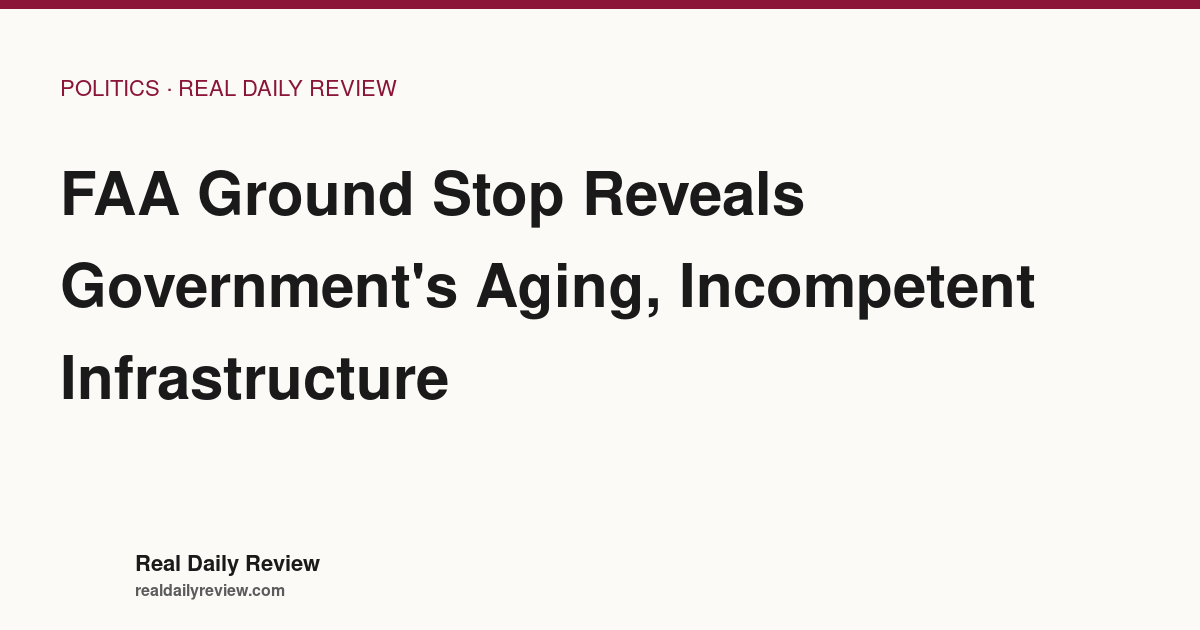 POLITICS · REAL DAILY REVIEW
FAA Ground Stop Reveals
Government's Aging, Incompetent
Infrastructure
Real Daily Review
realdailyreview.com